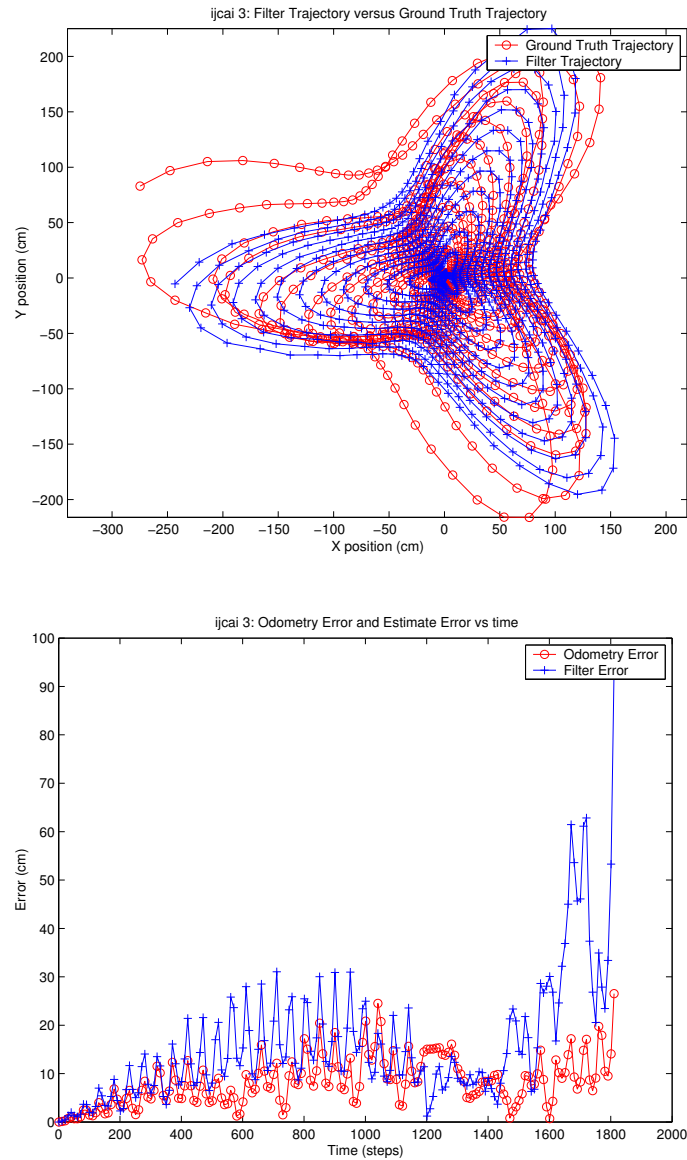 ijcai 3: Filter Trajectory versus Ground Truth Trajectory
Ground Truth Trajectory
Filter Trajectory
200
150
100
50
0
−50
−100
−150
−200
Y position (cm)
−300 −250 −200 −150 −100 −50 0 50 100 150 200
X position (cm)
ijcai 3: Odometry Error and Estimate Error vs time
Odometry Error
Filter Error
100
90
80
70
60
50
40
30
20
10
0
Error (cm)
0 200 400 600 800 1000 1200 1400 1600 1800 2000
Time (steps)